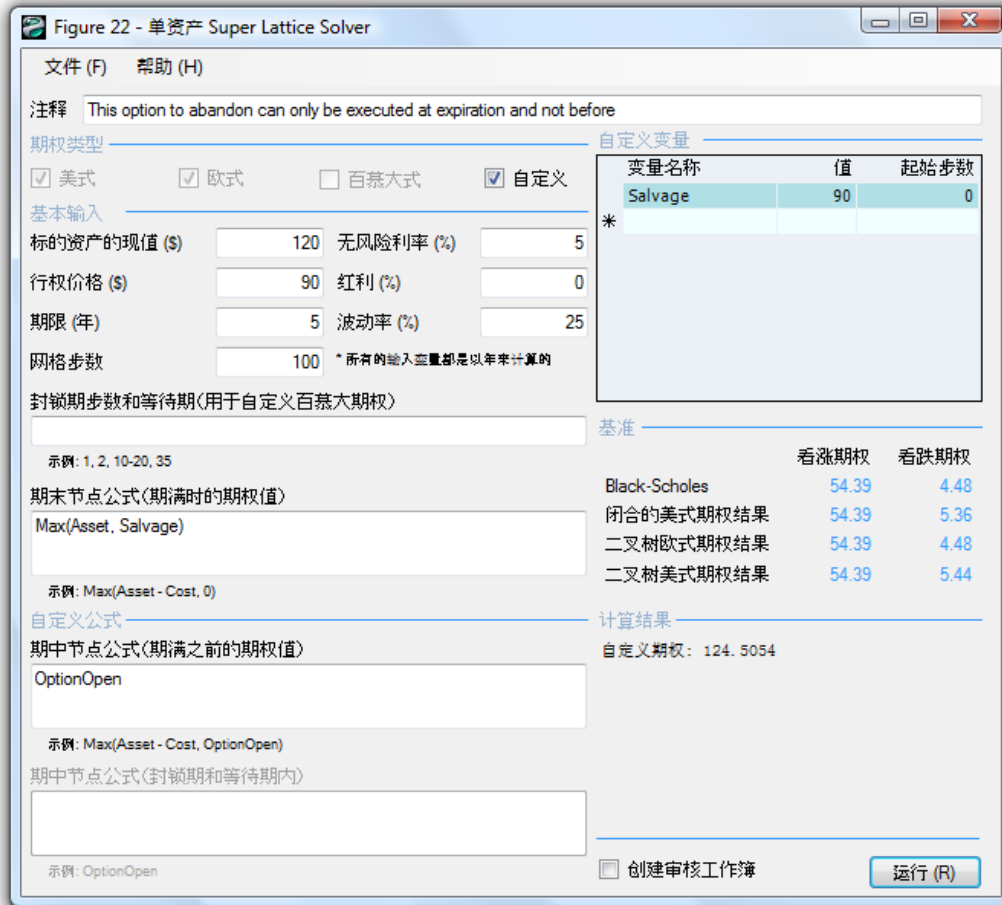 Figure 22 - 单资产 Super Lattice Solver
文件 (F) 帮助 (H)
注释 This option to abandon can only be executed at expiration and not before
期权类型
美式 欧式 百慕大式 自定义
基本输入
标的资产的现值 ($) 120 无风险利率 (%) 5
行权价格 ($) 90 红利 (%) 0
期限 (年) 5 波动率 (%) 25
网格步数 100 * 所有的输入变量都是以年来计算的
封锁期步数和等待期(用于自定义百慕大期权)
示例: 1, 2, 10-20, 35
期末节点公式(期满时的期权值)
Max(Asset, Salvage)
示例: Max(Asset - Cost, 0)
自定义公式
期中节点公式(期满之前的期权值)
OptionOpen
示例: Max(Asset - Cost, OptionOpen)
期中节点公式(封锁期和等待期内)
示例: OptionOpen
自定义变量
变量名称 值 起始步数
Salvage 90 0
*
基准
看涨期权 看跌期权
Black-Scholes 54.39 4.48
闭合的美式期权结果 54.39 5.36
二叉树欧式期权结果 54.39 4.48
二叉树美式期权结果 54.39 5.44
计算结果
自定义期权: 124.5054
创建审核工作簿 运行 (R)